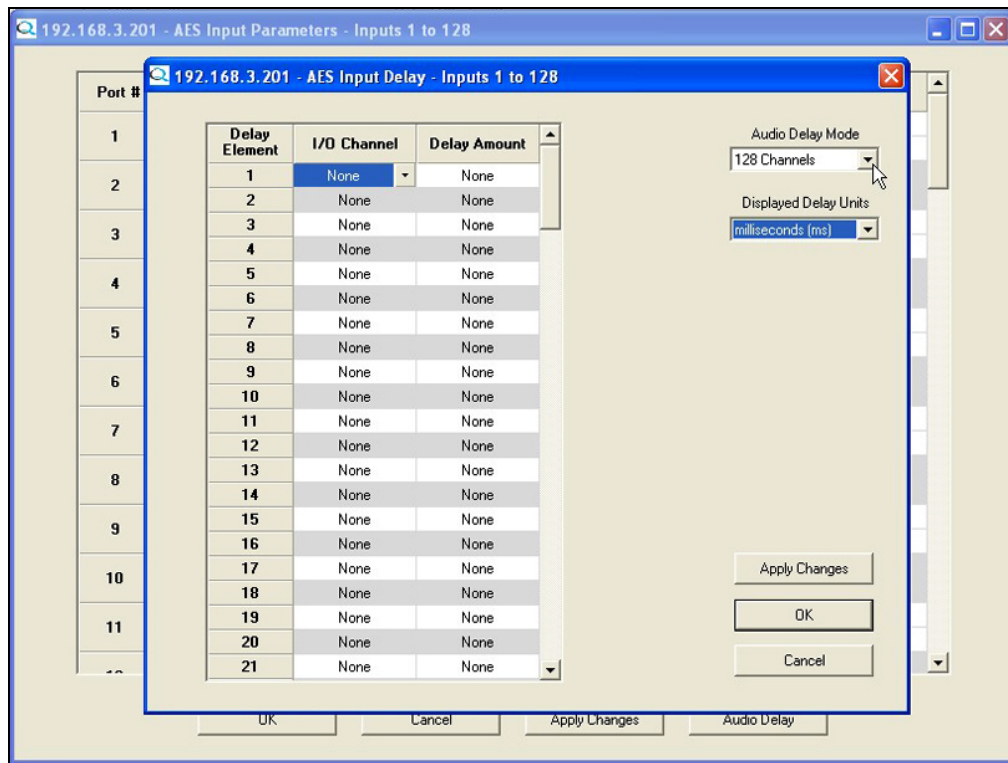 192.168.3.201 - AES Input Parameters - Inputs 1 to 128
192.168.3.201 - AES Input Delay - Inputs 1 to 128
Port #
1
2
3
4
5
6
7
8
9
10
11
Delay Element I/O Channel Delay Amount
1 None None
2 None None
3 None None
4 None None
5 None None
6 None None
7 None None
8 None None
9 None None
10 None None
11 None None
12 None None
13 None None
14 None None
15 None None
16 None None
17 None None
18 None None
19 None None
20 None None
21 None None
Audio Delay Mode
128 Channels
Displayed Delay Units
milliseconds (ms)
Apply Changes
OK
Cancel
OK Cancel Apply Changes Audio Delay